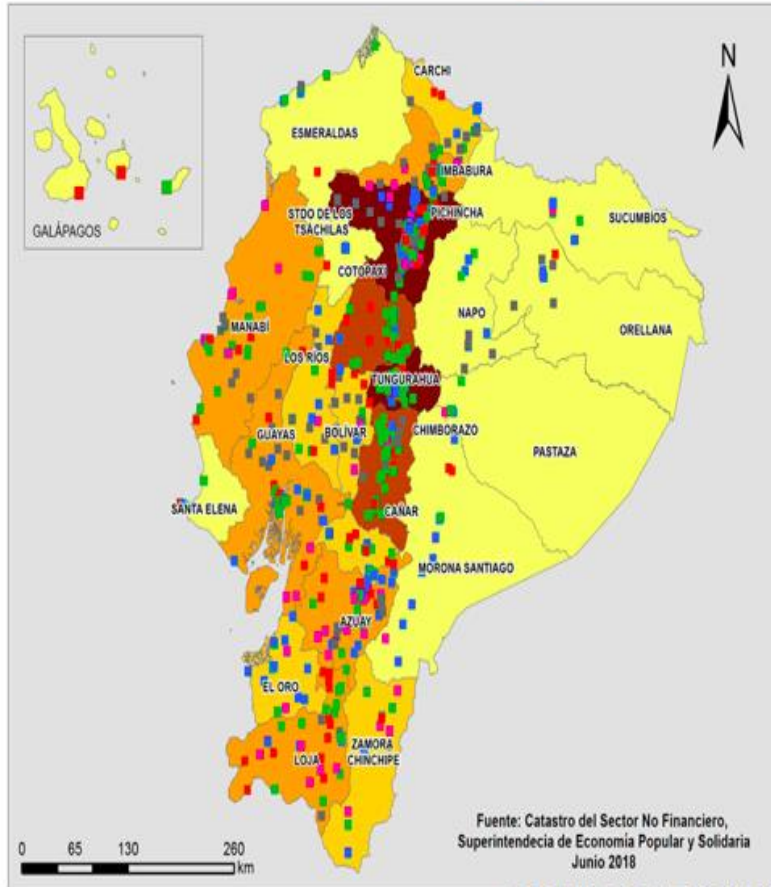 N
CARCHI
ESMERALDAS
IMBABURA
GALÁPAGOS
STDO DE LOS
TSÁCHILAS
PICHINCHA
SUCUMBÍOS
COTOPAXI
NAPO
ORELLANA
MANABÍ
LOS RÍOS
TUNGURAHUA
GUAYAS
BOLÍVAR
CHIMBORAZO
PASTAZA
SANTA ELENA
CAÑAR
MORONA SANTIAGO
AZUAY
EL ORO
LOJA
ZAMORA
CHINCHIPE
Fuente: Catastro del Sector No Financiero,
Superintendecia de Economía Popular y Solidaria
Junio 2018
0 65 130 260
km